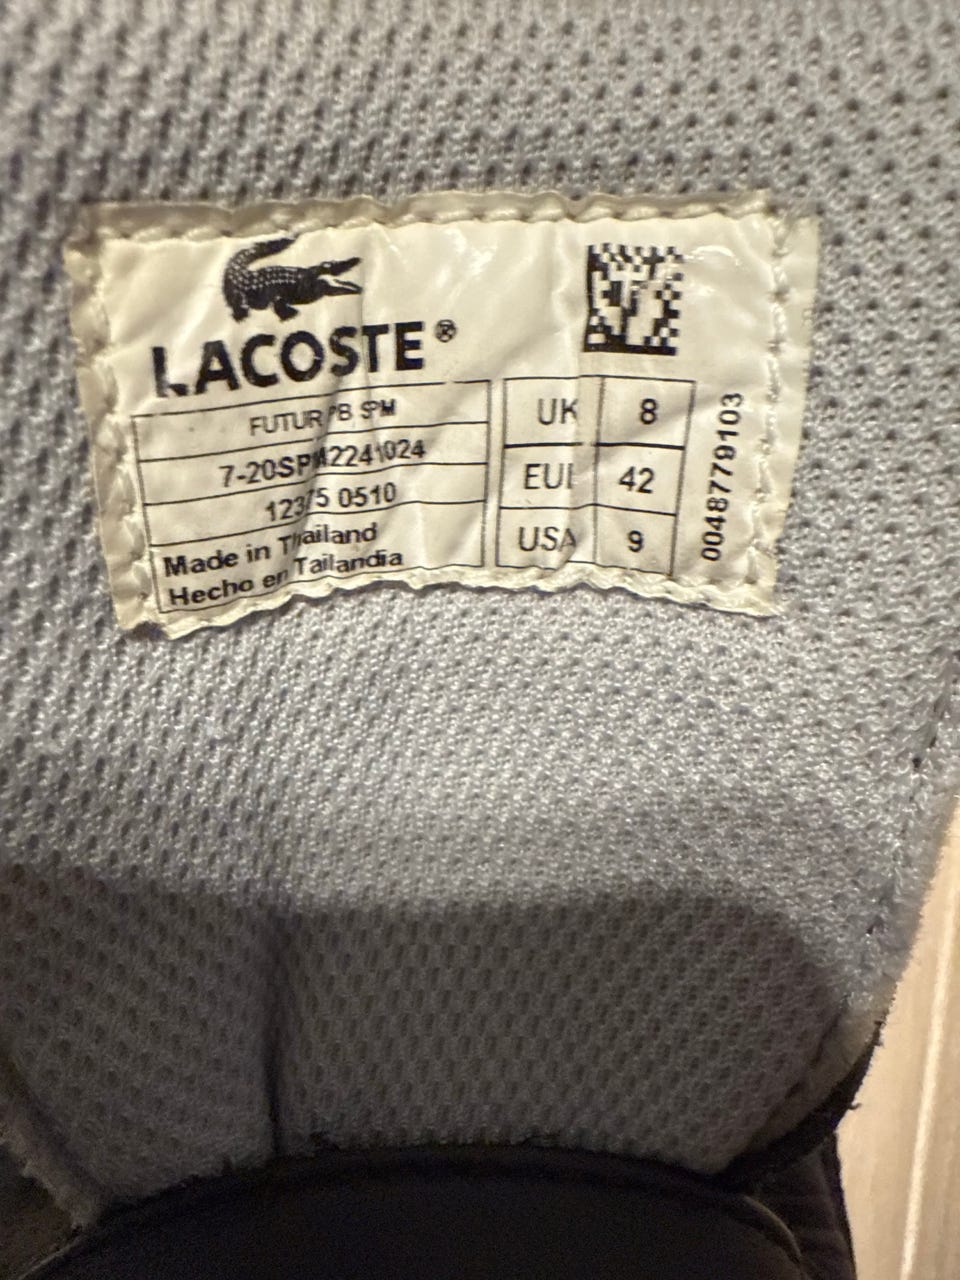 LACOSTE®
FUTUR PB SPM
7-20SPM2241024
0510
Made in Thailand
Hecho en Tailandia
UK 8
EUR 42
USA 9
0048779103